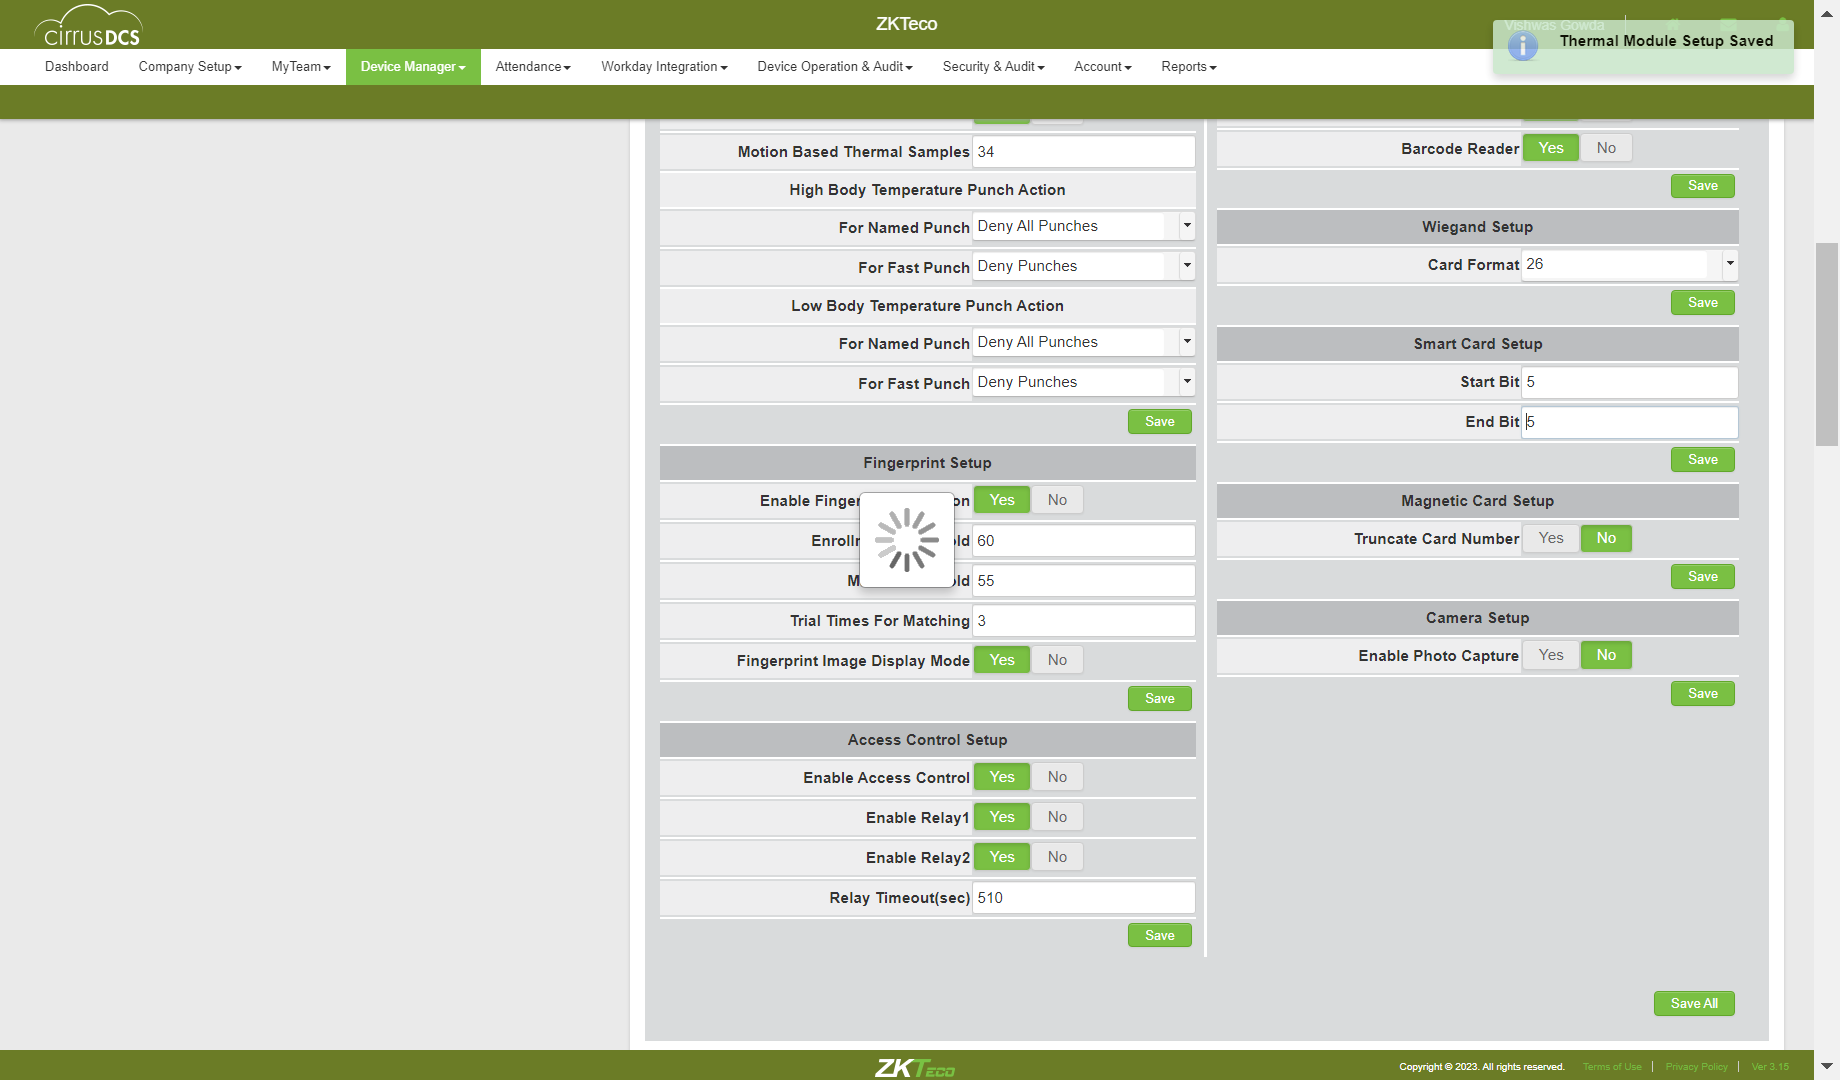 cirrusDCS
ZKTeco
Vishwas Gowda
Thermal Module Setup Saved
Dashboard
Company Setup
MyTeam
Device Manager
Attendance
Workday Integration
Device Operation & Audit
Security & Audit
Account
Reports
Motion Based Thermal Samples 34
High Body Temperature Punch Action
For Named Punch Deny All Punches
For Fast Punch Deny Punches
Low Body Temperature Punch Action
For Named Punch Deny All Punches
For Fast Punch Deny Punches
Save
Fingerprint Setup
Enable Finger on Yes No
Enrollm ld 60
M ld 55
Trial Times For Matching 3
Fingerprint Image Display Mode Yes No
Save
Access Control Setup
Enable Access Control Yes No
Enable Relay1 Yes No
Enable Relay2 Yes No
Relay Timeout(sec) 510
Save
Barcode Reader Yes No
Save
Wiegand Setup
Card Format 26
Save
Smart Card Setup
Start Bit 5
End Bit 5
Save
Magnetic Card Setup
Truncate Card Number Yes No
Save
Camera Setup
Enable Photo Capture Yes No
Save
Save All
ZKTeco
Copyright © 2023. All rights reserved.
Terms of Use
Privacy Policy
Ver 3.15